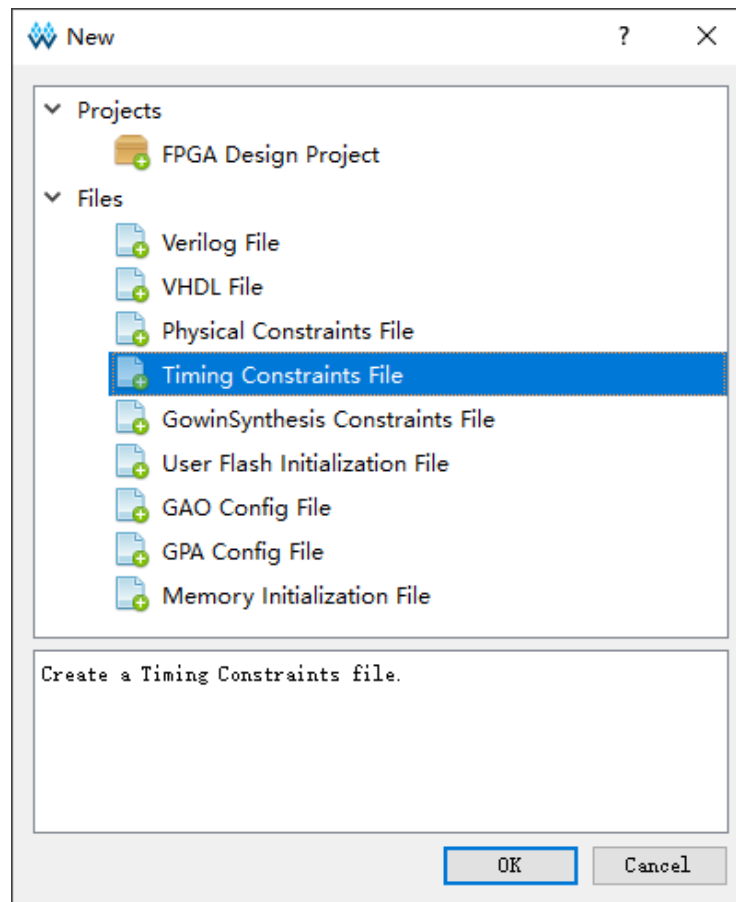 New
?
Projects
FPGA Design Project
Files
Verilog File
VHDL File
Physical Constraints File
Timing Constraints File
GowinSynthesis Constraints File
User Flash Initialization File
GAO Config File
GPA Config File
Memory Initialization File
Create a Timing Constraints file.
OK Cancel